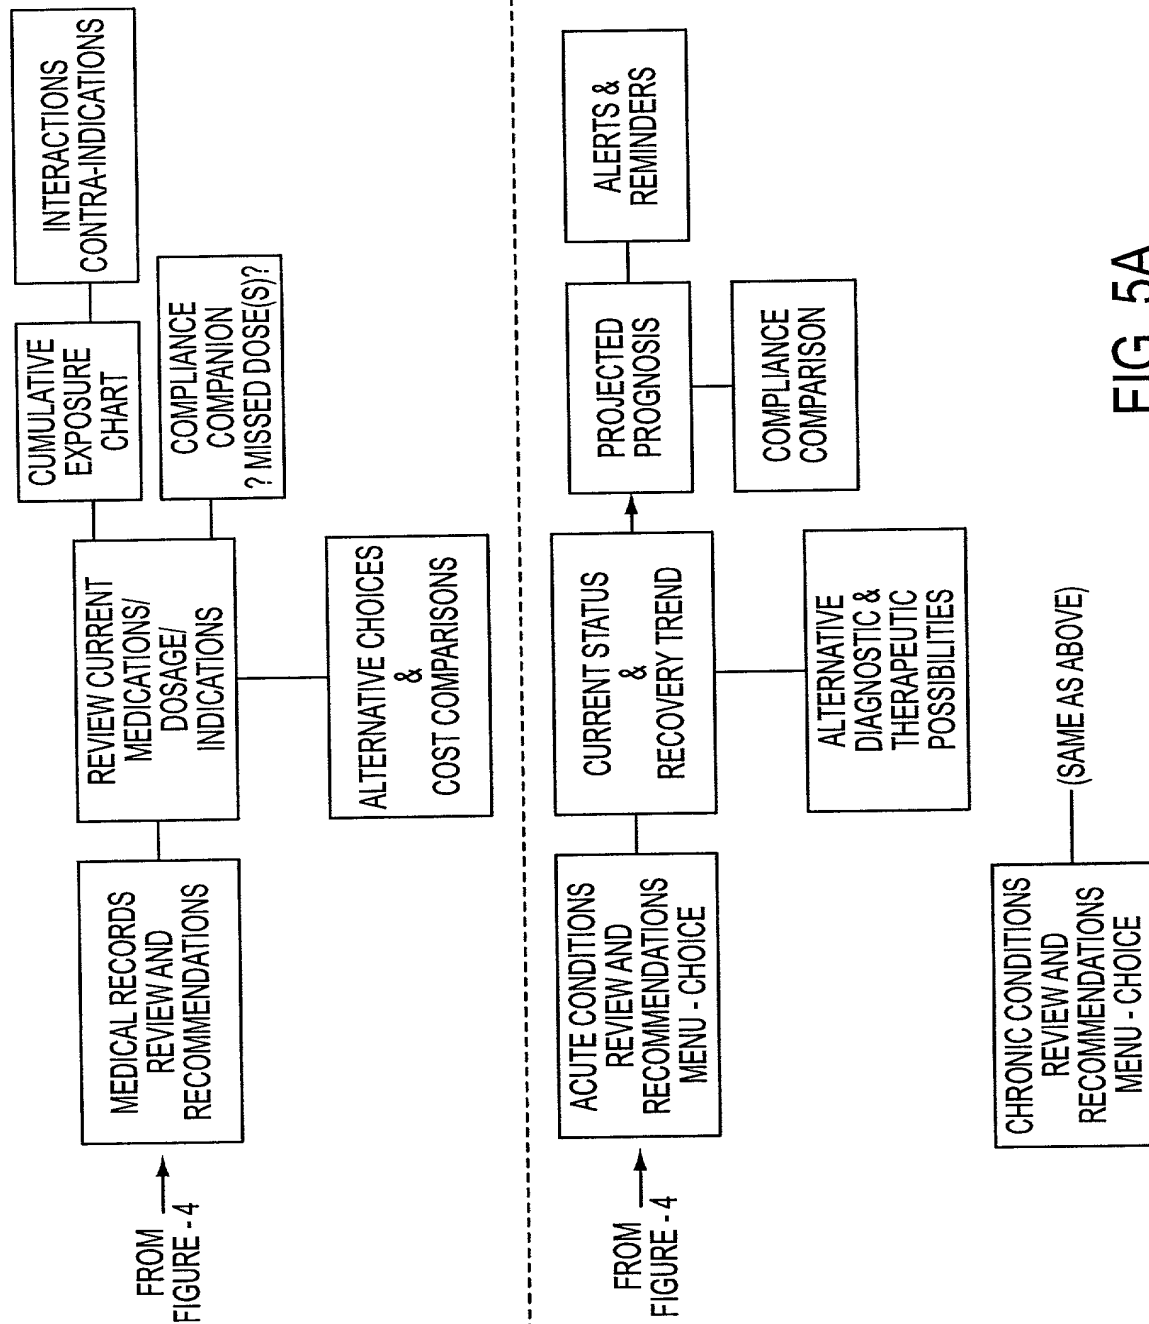 FROM
FIGURE - 4
MEDICAL RECORDS
REVIEW AND
RECOMMENDATIONS
REVIEW CURRENT
MEDICATIONS/
DOSAGE/
INDICATIONS
CUMULATIVE
EXPOSURE
CHART
INTERACTIONS
CONTRA-INDICATIONS
COMPLIANCE
COMPANION
? MISSED DOSE(S)?
ALTERNATIVE CHOICES
&
COST COMPARISONS
FROM
FIGURE - 4
ACUTE CONDITIONS
REVIEW AND
RECOMMENDATIONS
MENU - CHOICE
CURRENT STATUS
&
RECOVERY TREND
PROJECTED
PROGNOSIS
ALERTS &
REMINDERS
COMPLIANCE
COMPARISON
ALTERNATIVE
DIAGNOSTIC &
THERAPEUTIC
POSSIBILITIES
CHRONIC CONDITIONS
REVIEW AND
RECOMMENDATIONS
MENU - CHOICE
(SAME AS ABOVE)
FIG 5A